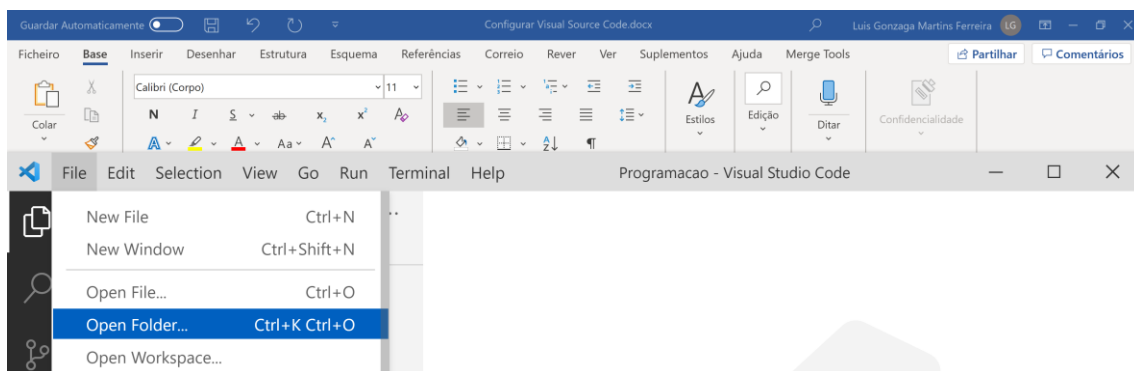 Guardar Automaticamente Configurar Visual Source Code.docx Luis Gonzaga Martins Ferreira LG
Ficheiro Base Inserir Desenhar Estrutura Esquema Referências Correio Rever Ver Suplementos Ajuda Merge Tools Partilhar Comentários
Calibri (Corpo) 11
N I S ab x₂ x²
Colar Estilos Edição Ditar Confidencialidade
A A Aa A^ Aˇ
File Edit Selection View Go Run Terminal Help Programacao - Visual Studio Code
New File Ctrl+N
New Window Ctrl+Shift+N
Open File... Ctrl+O
Open Folder... Ctrl+K Ctrl+O
Open Workspace...